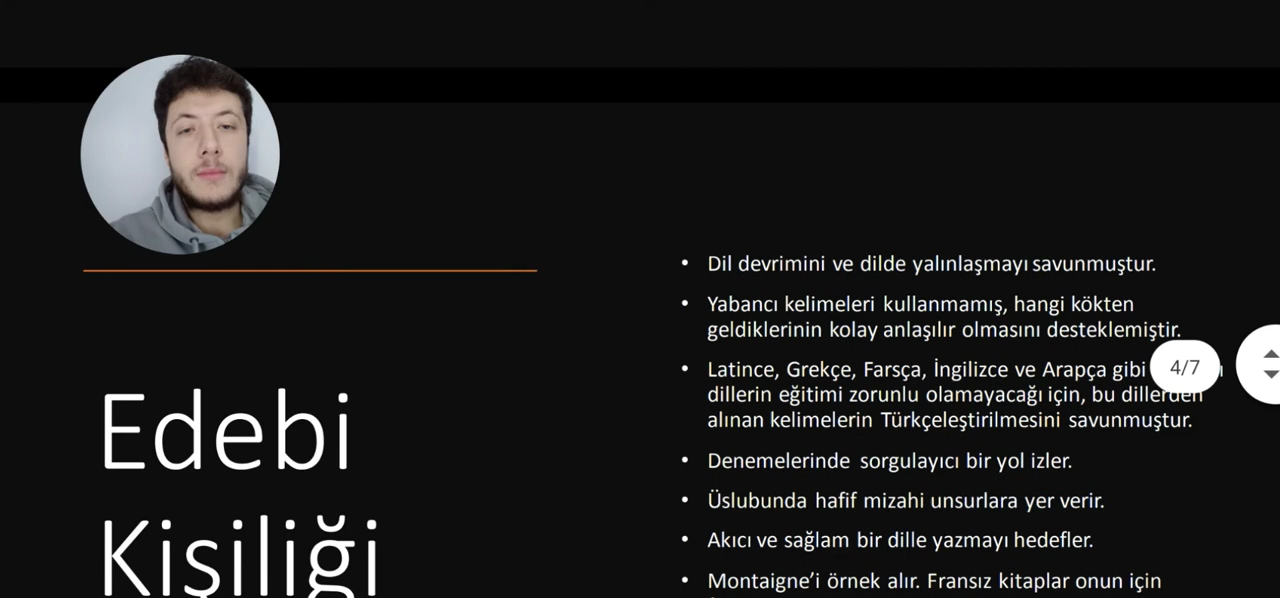 Edebi
Kişiliği
• Dil devrimini ve dilde yalınlaşmayı savunmuştur.
• Yabancı kelimeleri kullanmamış, hangi kökten
geldiklerinin kolay anlaşılır olmasını desteklemiştir.
• Latince, Grekçe, Farsça, İngilizce ve Arapça gibi
dillerin eğitimi zorunlu olamayacağı için, bu dillerden
alınan kelimelerin Türkçeleştirilmesini savunmuştur.
• Denemelerinde sorgulayıcı bir yol izler.
• Üslubunda hafif mizahi unsurlara yer verir.
• Akıcı ve sağlam bir dille yazmayı hedefler.
• Montaigne’i örnek alır. Fransız kitaplar onun için
4/7